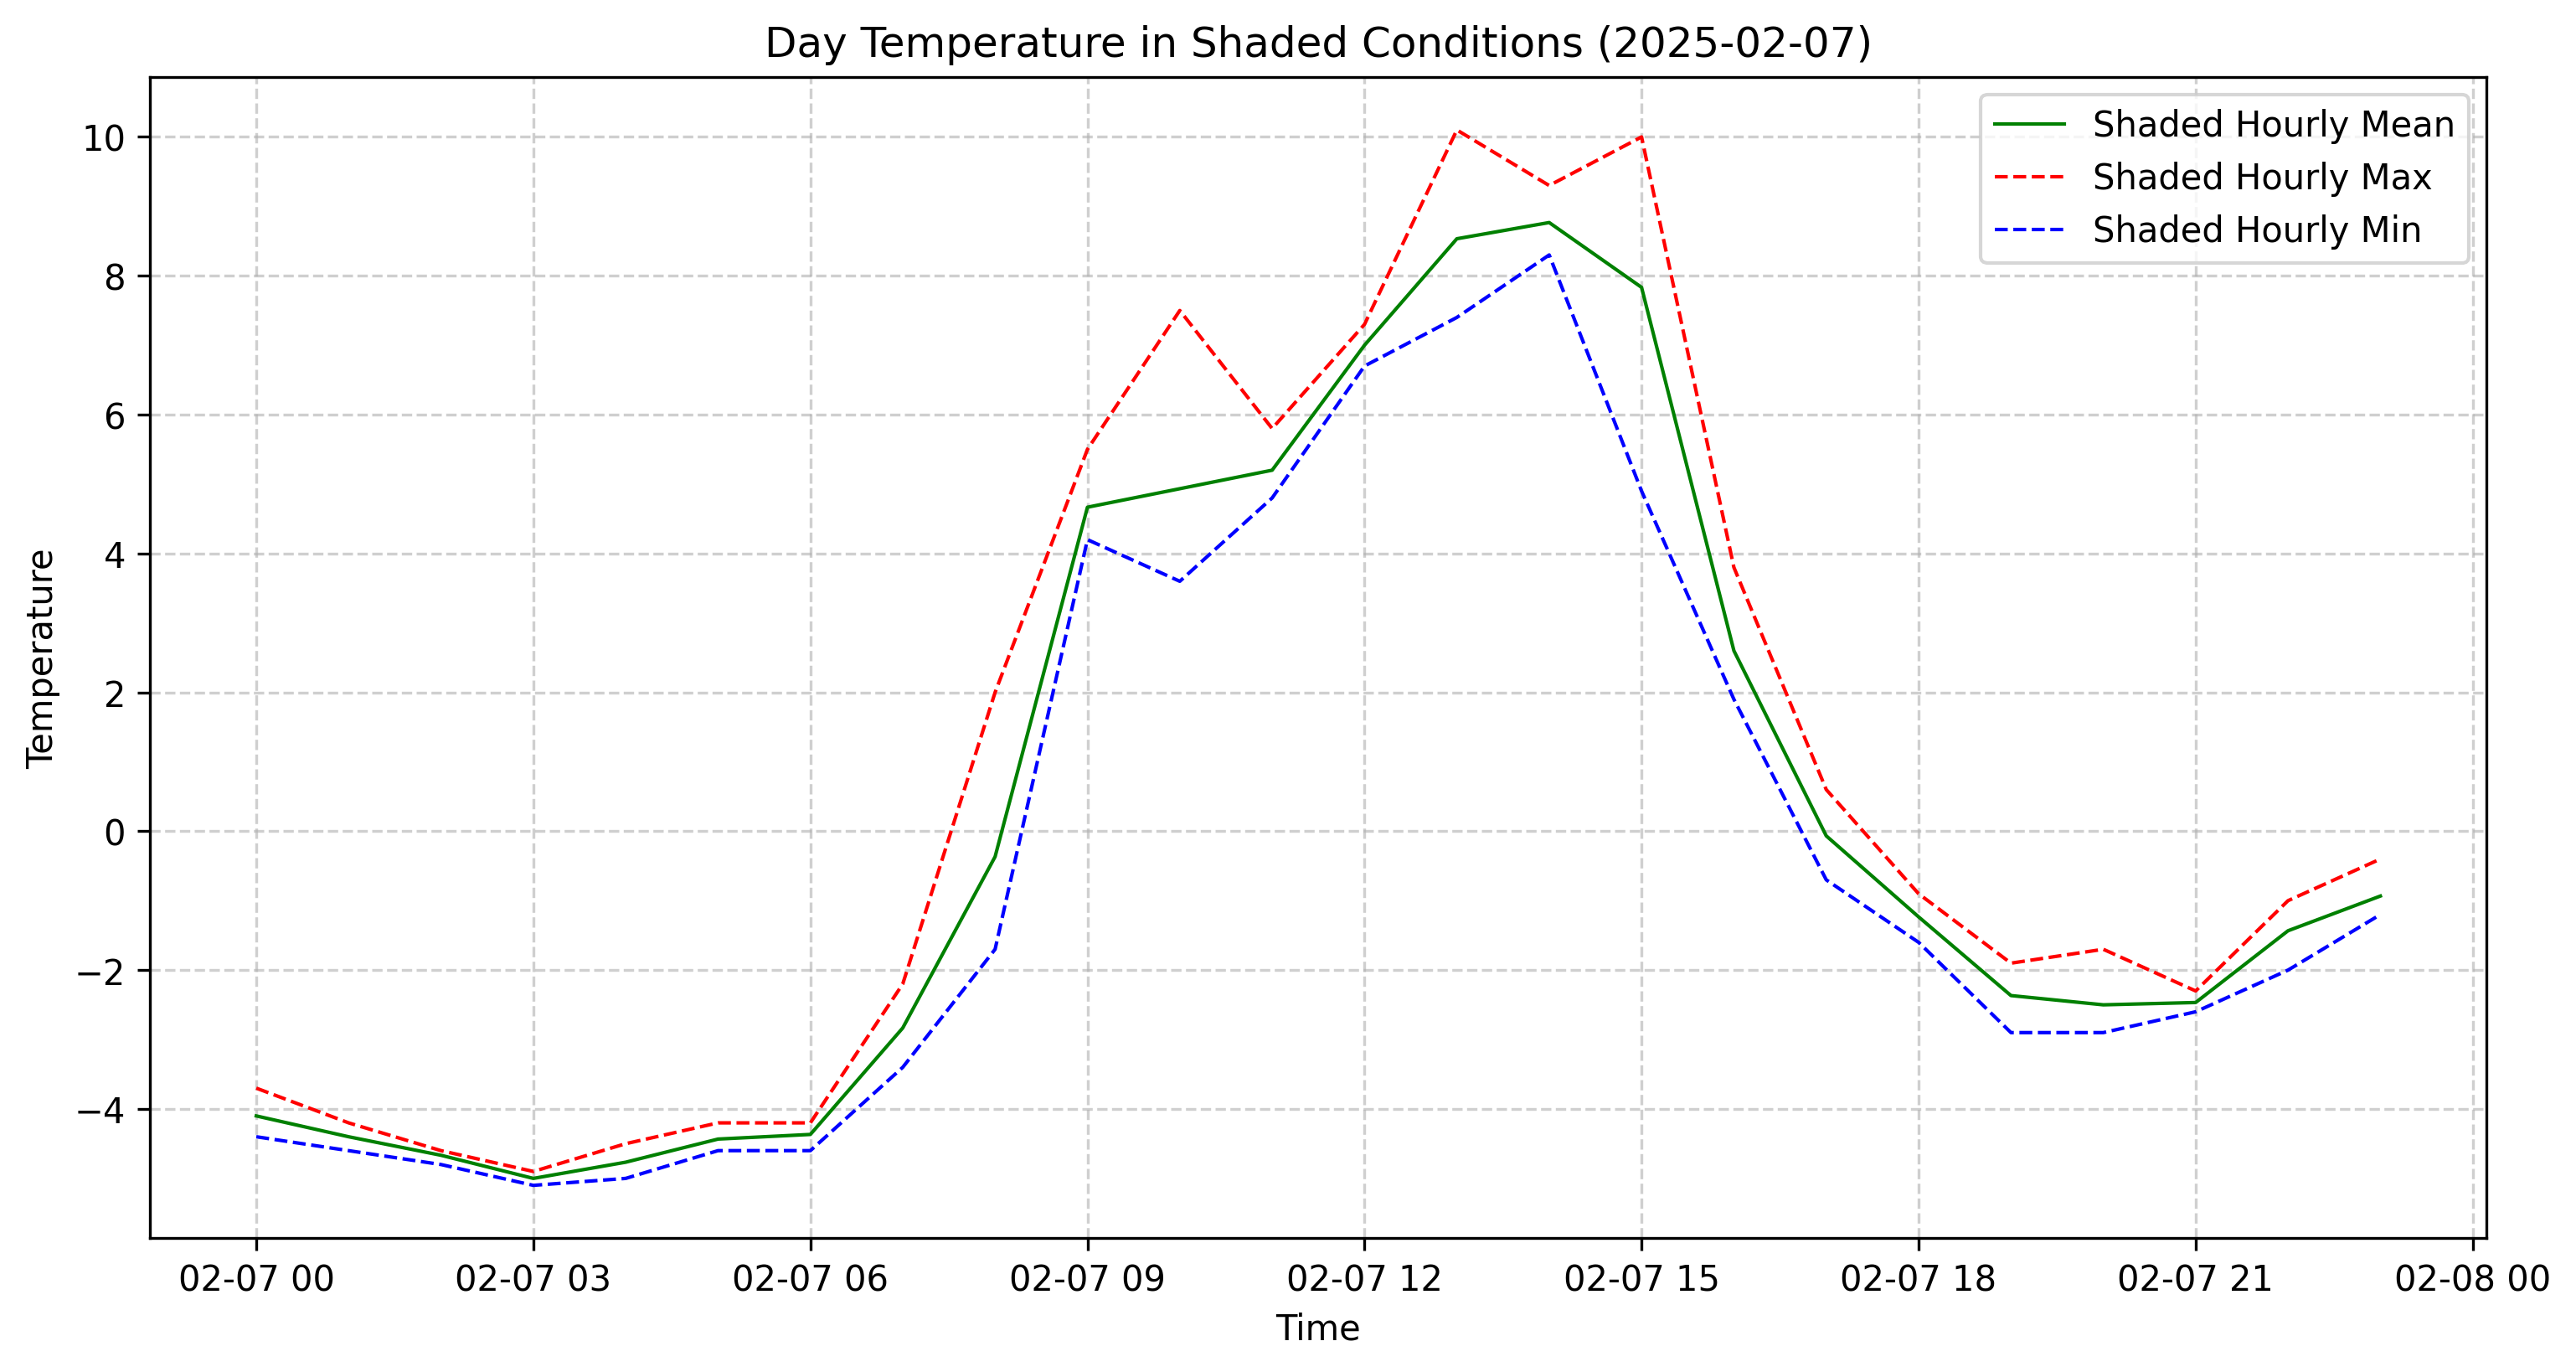 Day Temperature in Shaded Conditions (2025-02-07)
Shaded Hourly Mean
Shaded Hourly Max
Shaded Hourly Min
Temperature
10
8
6
4
2
0
−2
−4
02-07 00 02-07 03 02-07 06 02-07 09 02-07 12 02-07 15 02-07 18 02-07 21 02-08 00
Time